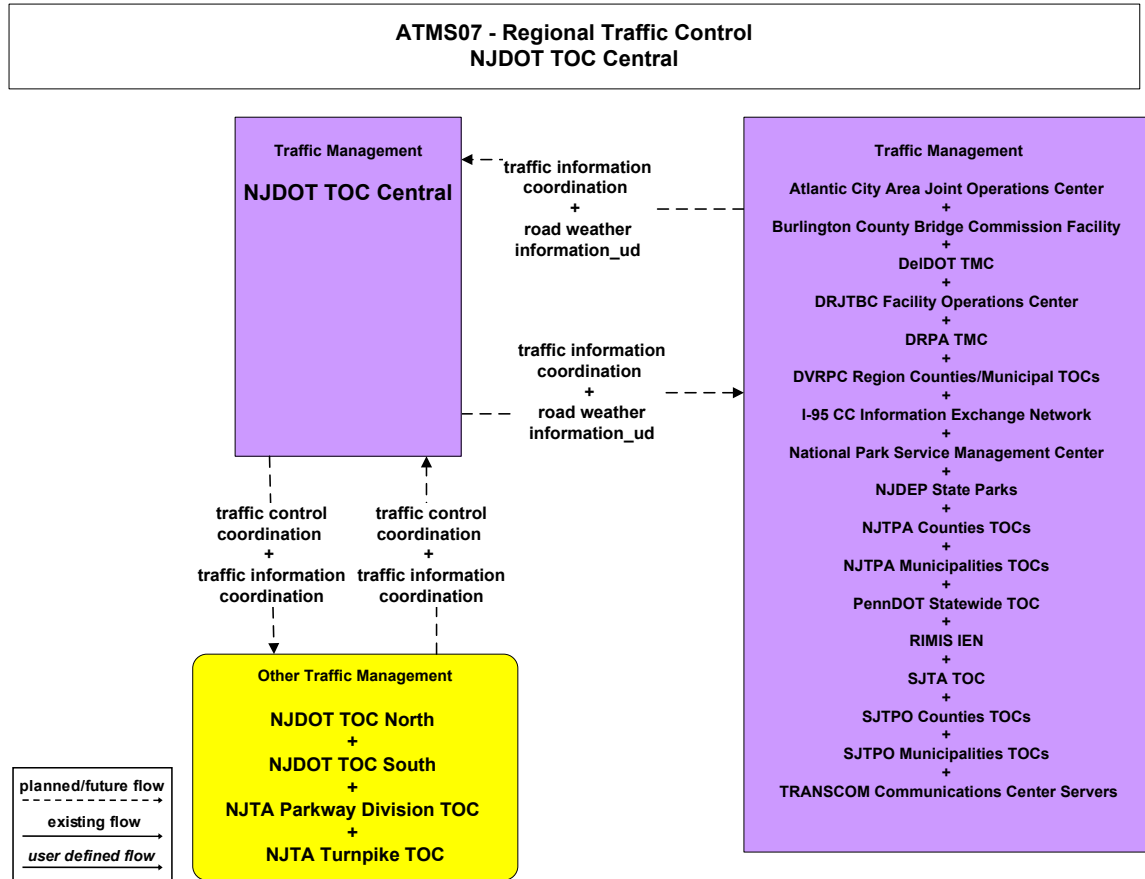 ATMS07 - Regional Traffic Control
NJDOT TOC Central
Traffic Management
NJDOT TOC Central
traffic information
coordination
+
road weather
information_ud
traffic information
coordination
+
road weather
information_ud
Traffic Management
Atlantic City Area Joint Operations Center
+
Burlington County Bridge Commission Facility
+
DelDOT TMC
+
DRJTBC Facility Operations Center
+
DRPA TMC
+
DVRPC Region Counties/Municipal TOCs
+
I-95 CC Information Exchange Network
+
National Park Service Management Center
+
NJDEP State Parks
+
NJTPA Counties TOCs
+
NJTPA Municipalities TOCs
+
PennDOT Statewide TOC
+
RIMIS IEN
+
SJTA TOC
+
SJTPO Counties TOCs
+
SJTPO Municipalities TOCs
+
TRANSCOM Communications Center Servers
traffic control
coordination
+
traffic information
coordination
traffic control
coordination
+
traffic information
coordination
Other Traffic Management
NJDOT TOC North
+
NJDOT TOC South
+
NJTA Parkway Division TOC
+
NJTA Turnpike TOC
planned/future flow
existing flow
user defined flow